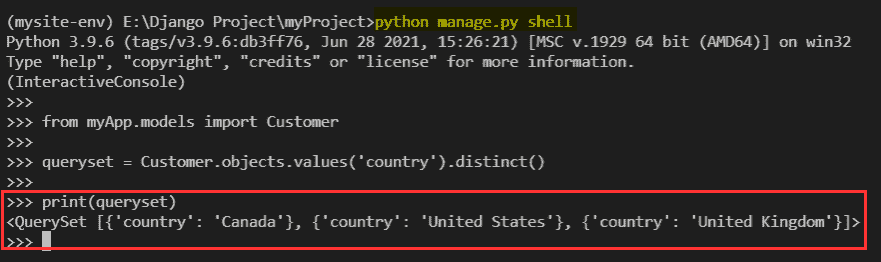 (mysite-env) E:\Django Project\myProject>python manage.py shell
Python 3.9.6 (tags/v3.9.6:db3ff76, Jun 28 2021, 15:26:21) [MSC v.1929 64 bit (AMD64)] on win32
Type "help", "copyright", "credits" or "license" for more information.
(InteractiveConsole)
>>>
>>> from myApp.models import Customer
>>>
>>> queryset = Customer.objects.values('country').distinct()
>>>
>>> print(queryset)
<QuerySet [{'country': 'Canada'}, {'country': 'United States'}, {'country': 'United Kingdom'}]>
>>>